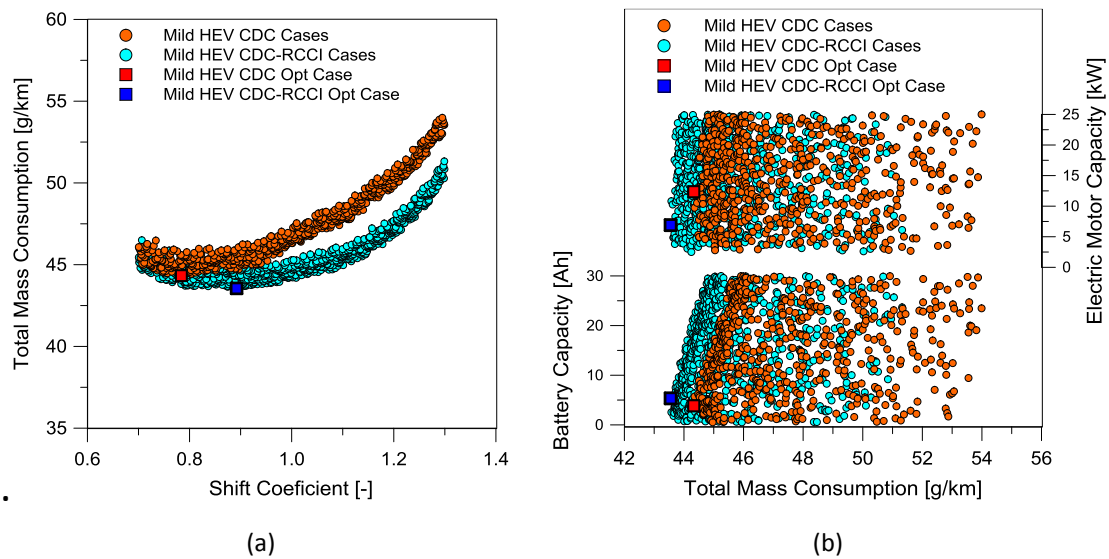 60
55
50
45
40
35
0.6
0.8
1.0
1.2
1.4
Total Mass Consumption [g/km]
Shift Coeficient [-]
Mild HEV CDC Cases
Mild HEV CDC-RCCI Cases
Mild HEV CDC Opt Case
Mild HEV CDC-RCCI Opt Case
.
(a)
Mild HEV CDC Cases
Mild HEV CDC-RCCI Cases
Mild HEV CDC Opt Case
Mild HEV CDC-RCCI Opt Case
25
20
15
10
5
0
Electric Motor Capacity [kW]
30
20
10
0
Battery Capacity [Ah]
42
44
46
48
50
52
54
56
Total Mass Consumption [g/km]
(b)